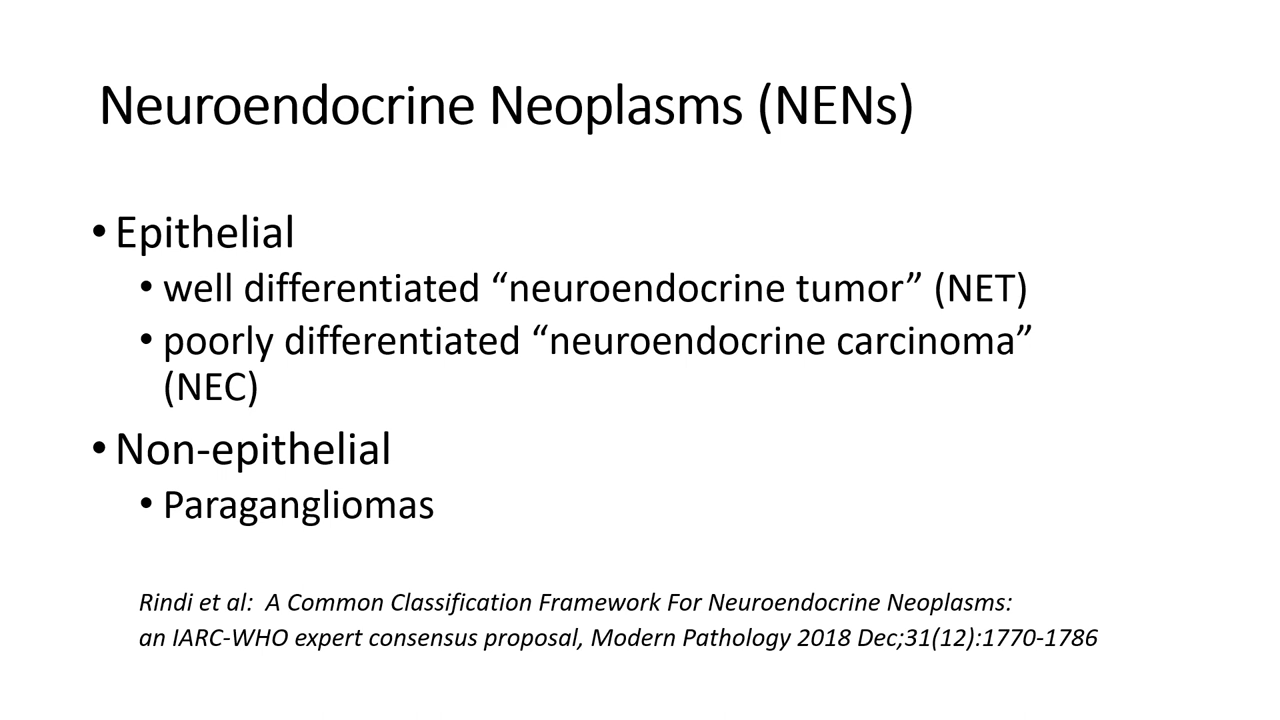 Neuroendocrine Neoplasms (NENs)
• Epithelial
• well differentiated “neuroendocrine tumor” (NET)
• poorly differentiated “neuroendocrine carcinoma”
(NEC)
• Non-epithelial
• Paragangliomas
Rindi et al:  A Common Classification Framework For Neuroendocrine Neoplasms:
an IARC-WHO expert consensus proposal, Modern Pathology 2018 Dec;31(12):1770-1786